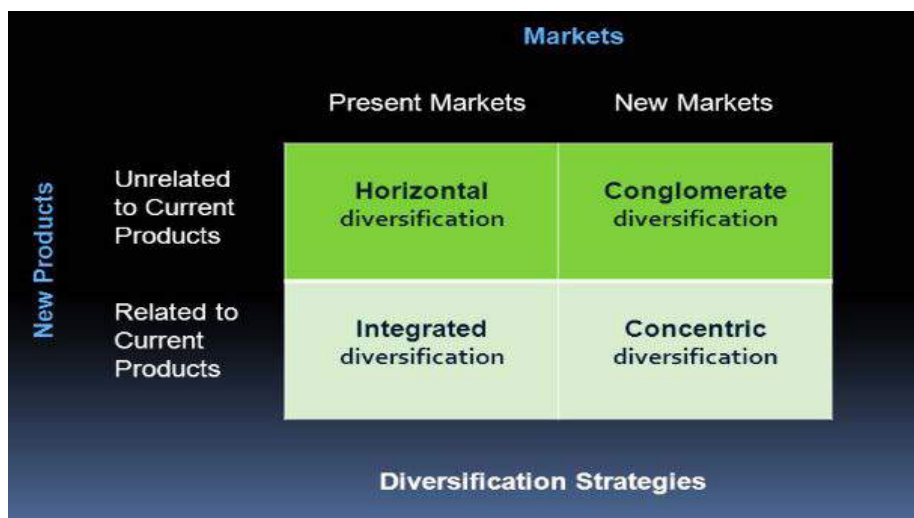 Markets
Present Markets
New Markets
New Products
Unrelated
to Current
Products
Horizontal
diversification
Conglomerate
diversification
Related to
Current
Products
Integrated
diversification
Concentric
diversification
Diversification Strategies